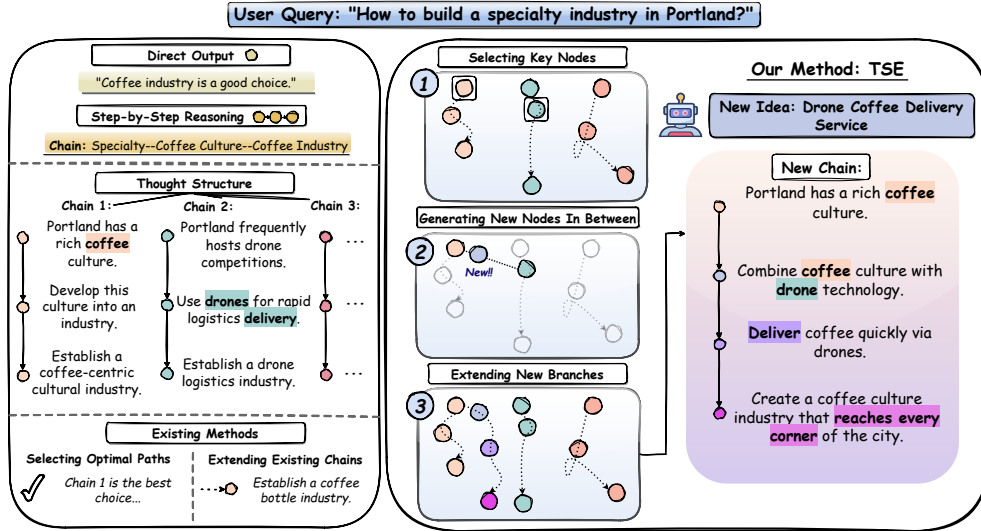 User Query: "How to build a specialty industry in Portland?"
Direct Output
"Coffee industry is a good choice."
Step-by-Step Reasoning
Chain: Specialty--Coffee Culture--Coffee Industry
Thought Structure
Chain 1:
Portland has a
rich coffee
culture.
Develop this
culture into an
industry.
Establish a
coffee-centric
cultural industry.
Chain 2:
Portland frequently
hosts drone
competitions.
Use drones for rapid
logistics delivery.
Establish a drone
logistics industry.
Chain 3:
...
...
...
Existing Methods
Selecting Optimal Paths
Chain 1 is the best
choice...
Extending Existing Chains
Establish a coffee
bottle industry.
Selecting Key Nodes
1
Generating New Nodes In Between
2
New!!
Extending New Branches
3
Our Method: TSE
New Idea: Drone Coffee Delivery
Service
New Chain:
Portland has a rich coffee
culture.
Combine coffee culture with
drone technology.
Deliver coffee quickly via
drones.
Create a coffee culture
industry that reaches every
corner of the city.